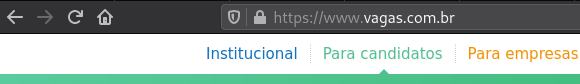 https://www.vagas.com.br
Institucional Para candidatos Para empresas